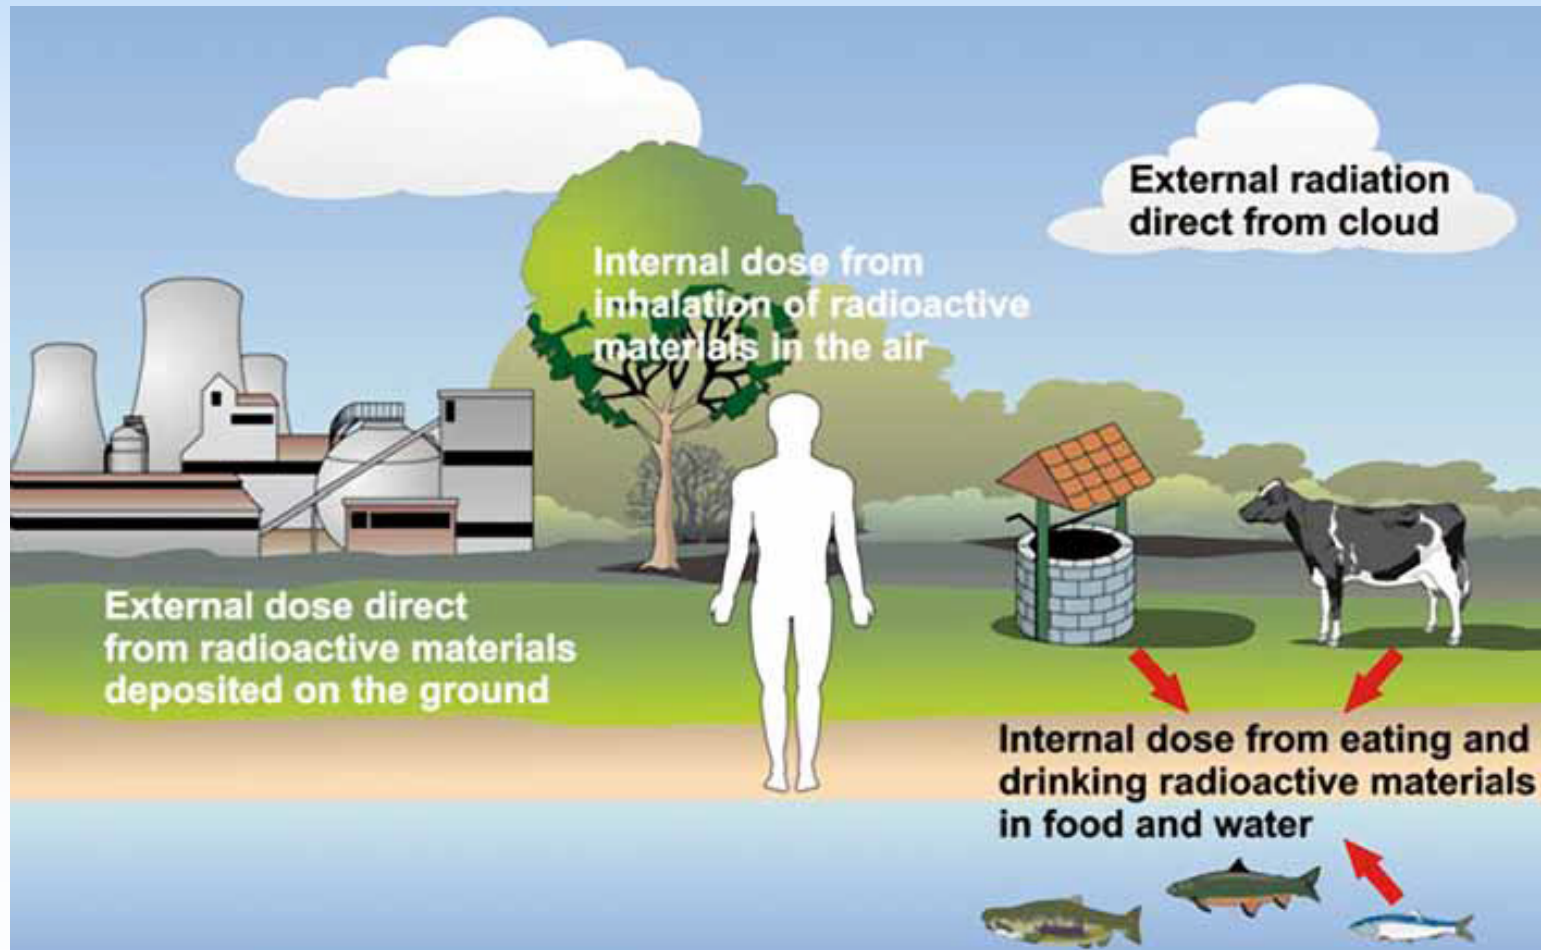 External radiation
direct from cloud
Internal dose from
inhalation of radioactive
materials in the air
External dose direct
from radioactive materials
deposited on the ground
Internal dose from eating and
drinking radioactive materials
in food and water